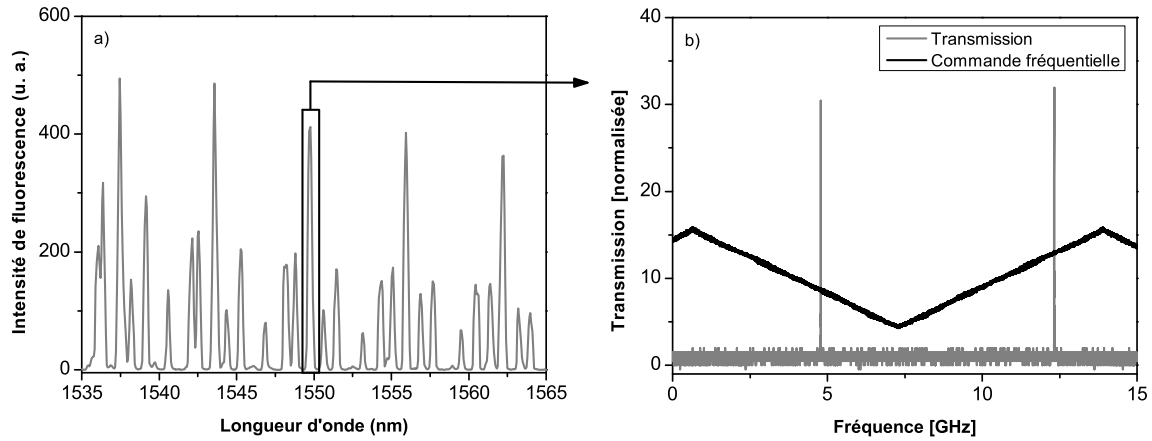 a)
Intensité de fluorescence (u. a.)
600
400
200
0
1535
1540
1545
1550
1555
1560
1565
Longueur d'onde (nm)
b)
Transmission
Commande fréquentielle
Transmission [normalisée]
40
30
20
10
0
0
5
10
15
Fréquence [GHz]